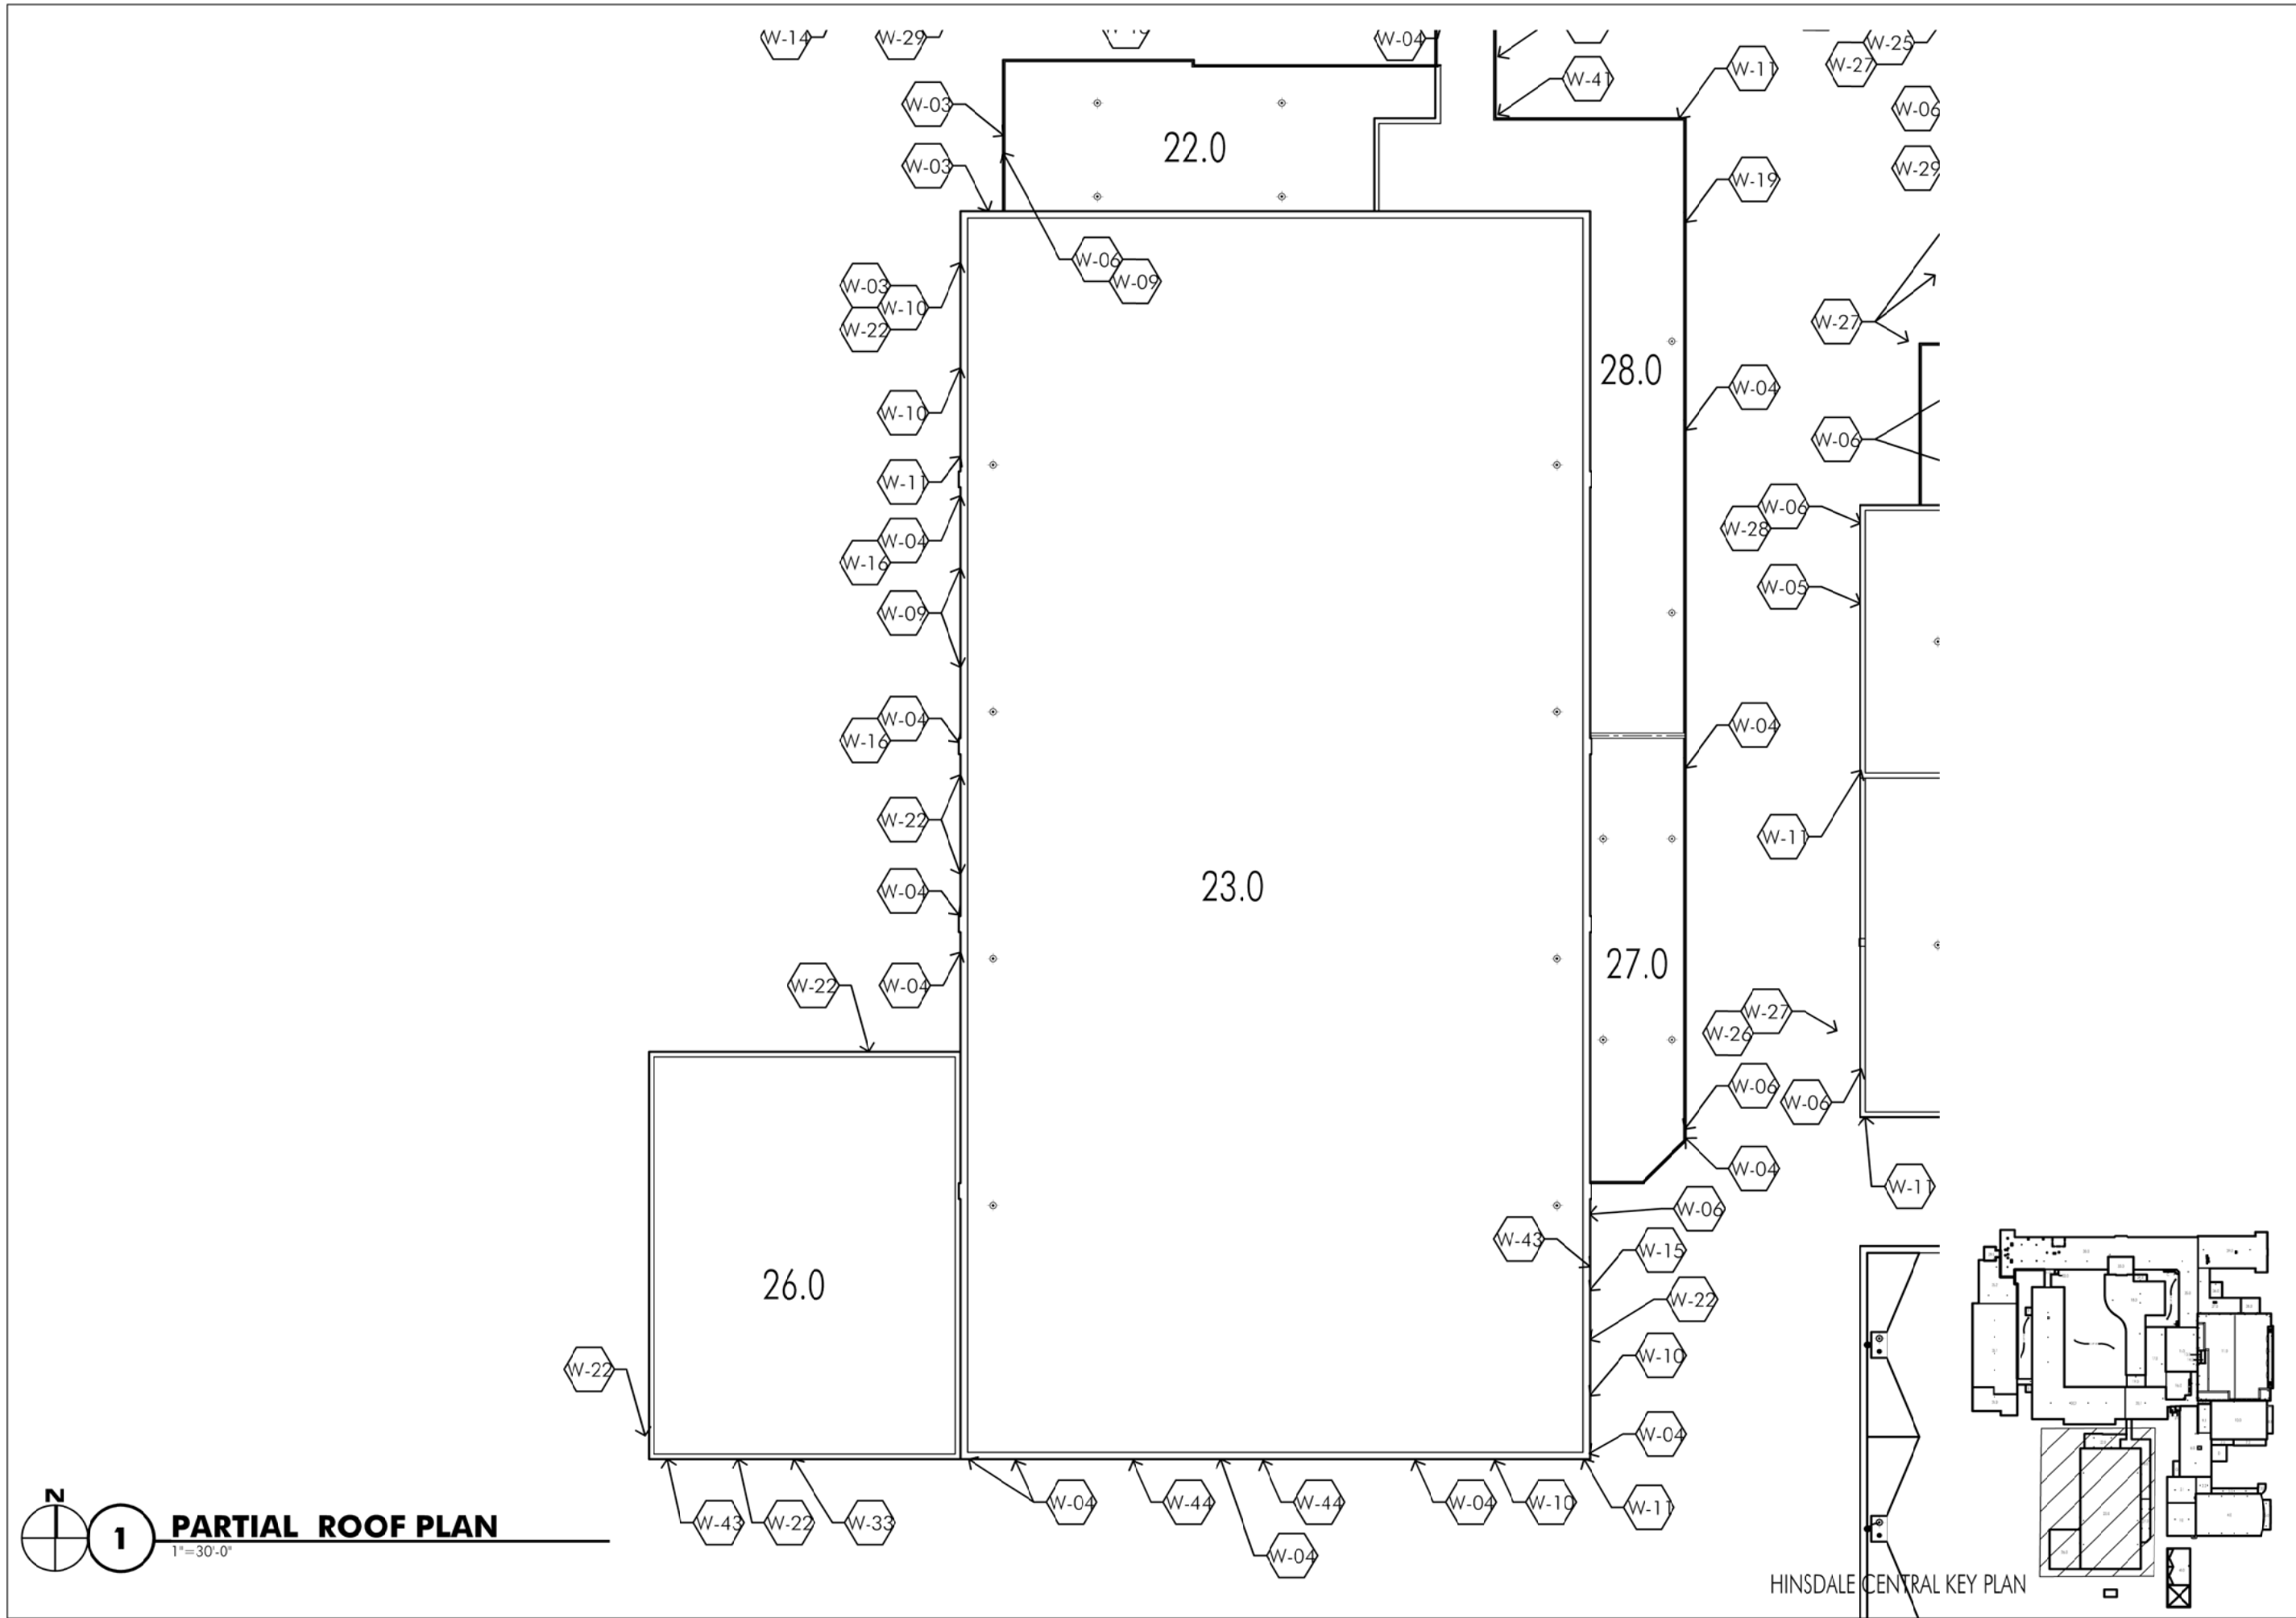 W-14
W-29
W-04
W-25
W-27
W-41
W-11
W-03
W-06
22.0
W-03
W-29
W-19
W-06
W-09
W-03
W-10
W-22
W-27
28.0
W-04
W-10
W-06
W-11
W-06
W-28
W-04
W-16
W-05
W-09
W-04
W-16
W-04
W-22
W-11
23.0
W-04
27.0
W-22
W-04
W-27
W-26
W-06
W-06
W-04
W-11
W-06
W-43
W-15
26.0
W-22
W-10
W-22
W-04
W-04
W-44
W-44
W-04
W-10
W-11
W-43
W-22
W-33
W-04
N
1
PARTIAL ROOF PLAN
1"=30'-0"
HINSDALE CENTRAL KEY PLAN